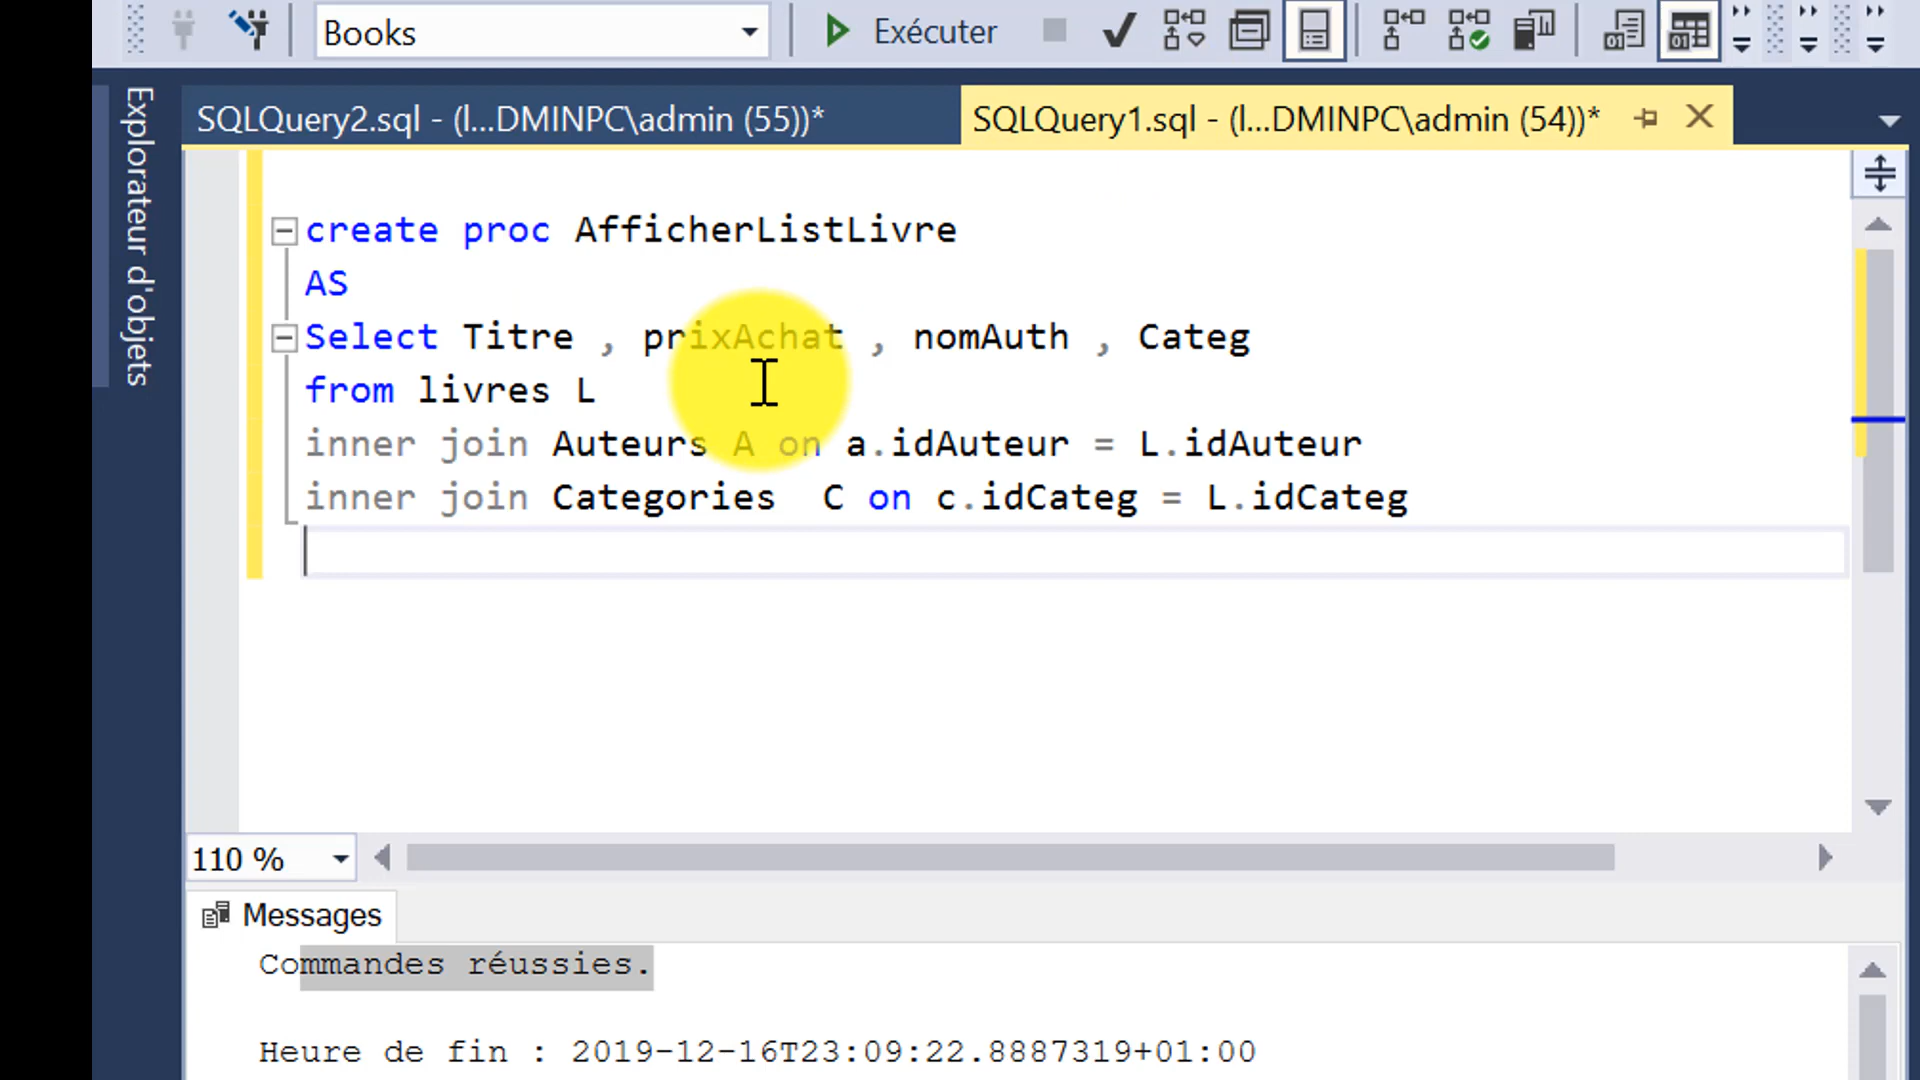 Books
Exécuter
SQLQuery2.sql - (l...DMINPC\admin (55))*
SQLQuery1.sql - (l...DMINPC\admin (54))*
Explorateur d'objets
create proc AfficherListLivre
AS
Select Titre , prixAchat , nomAuth , Categ
from livres L
inner join Auteurs A on a.idAuteur = L.idAuteur
inner join Categories  C on c.idCateg = L.idCateg
110 %
Messages
Commandes réussies.
Heure de fin : 2019-12-16T23:09:22.8887319+01:00